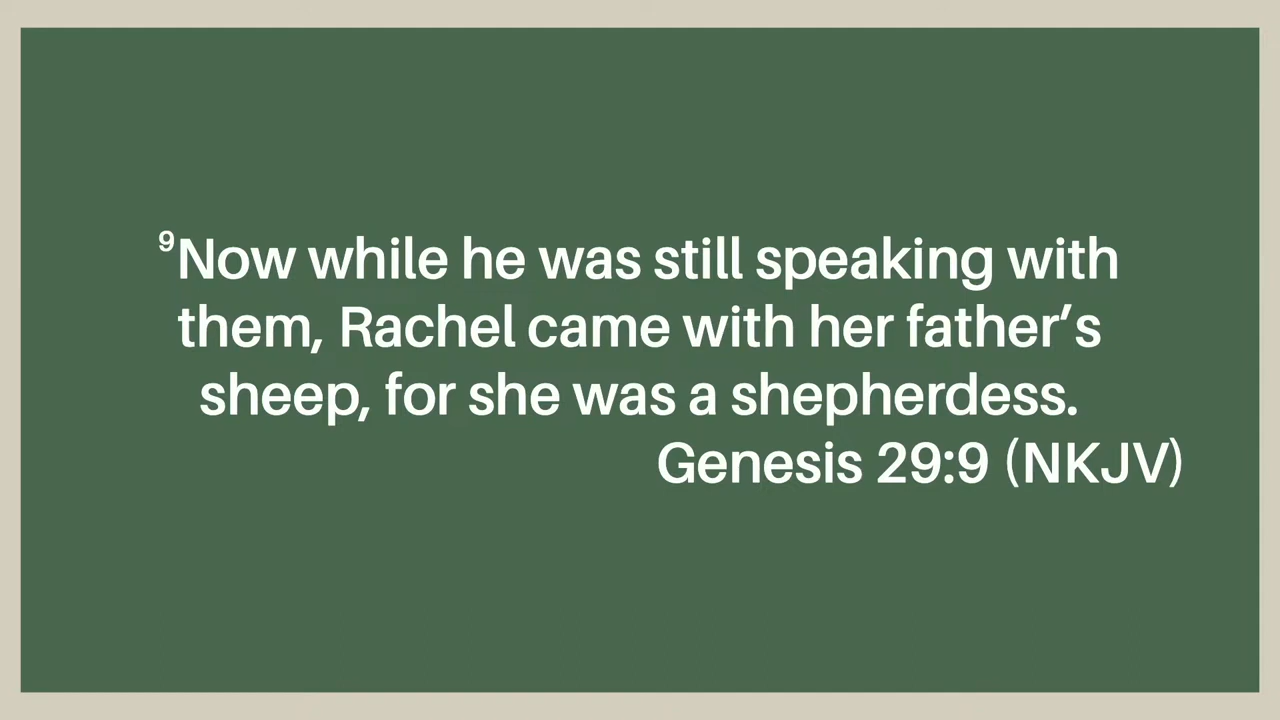 ⁹Now while he was still speaking with
them, Rachel came with her father’s
sheep, for she was a shepherdess.
Genesis 29:9 (NKJV)